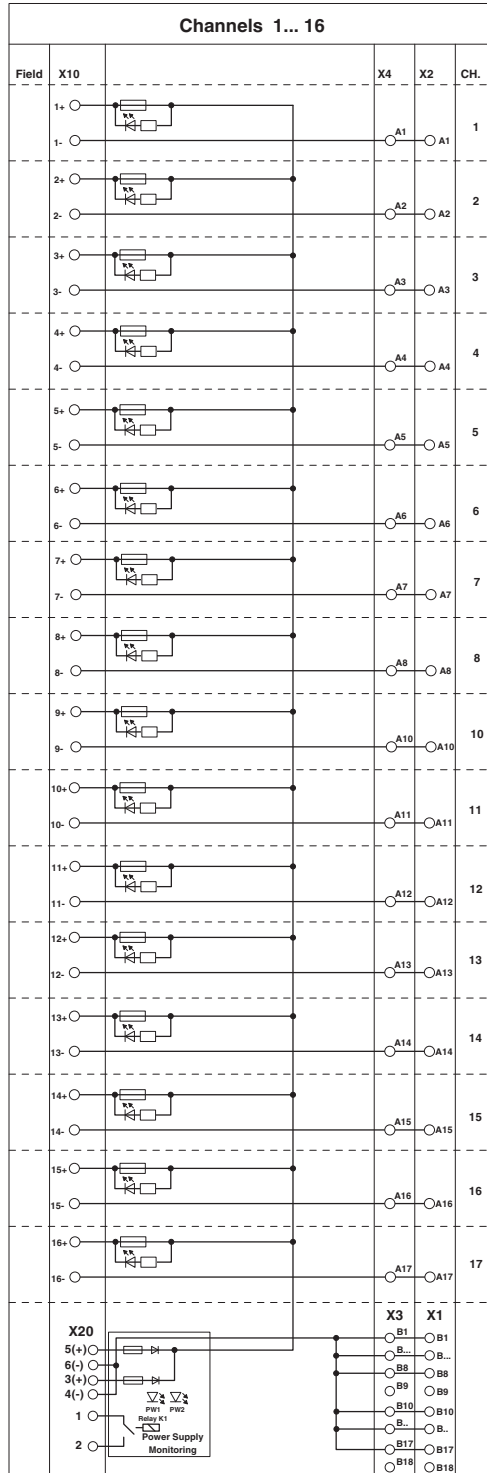 Channels 1... 16
Field X10 X4 X2 CH.
1+
A1 1
1- A1
2+
A2 2
2- A2
3+
A3 3
3- A3
4+
A4 4
4- A4
5+
A5 5
5- A5
6+
A6 6
6- A6
7+
A7 7
7- A7
8+
A8 8
8- A8
9+
A10 10
9- A10
10+
A11 11
10- A11
11+
A12 12
11- A12
12+
A13 13
12- A13
13+
A14 14
13- A14
14+
A15 15
14- A15
15+
A16 16
15- A16
16+
A17 17
16- A17
X3 X1
X20
B1 B1
5(+) B... B...
6(-) B8 B8
3(+) B9 B9
4(-)
PW1 PW2 B10 B10
1 Relay K1 B.. B..
Power Supply
2 Monitoring B17 B17
B18 B18